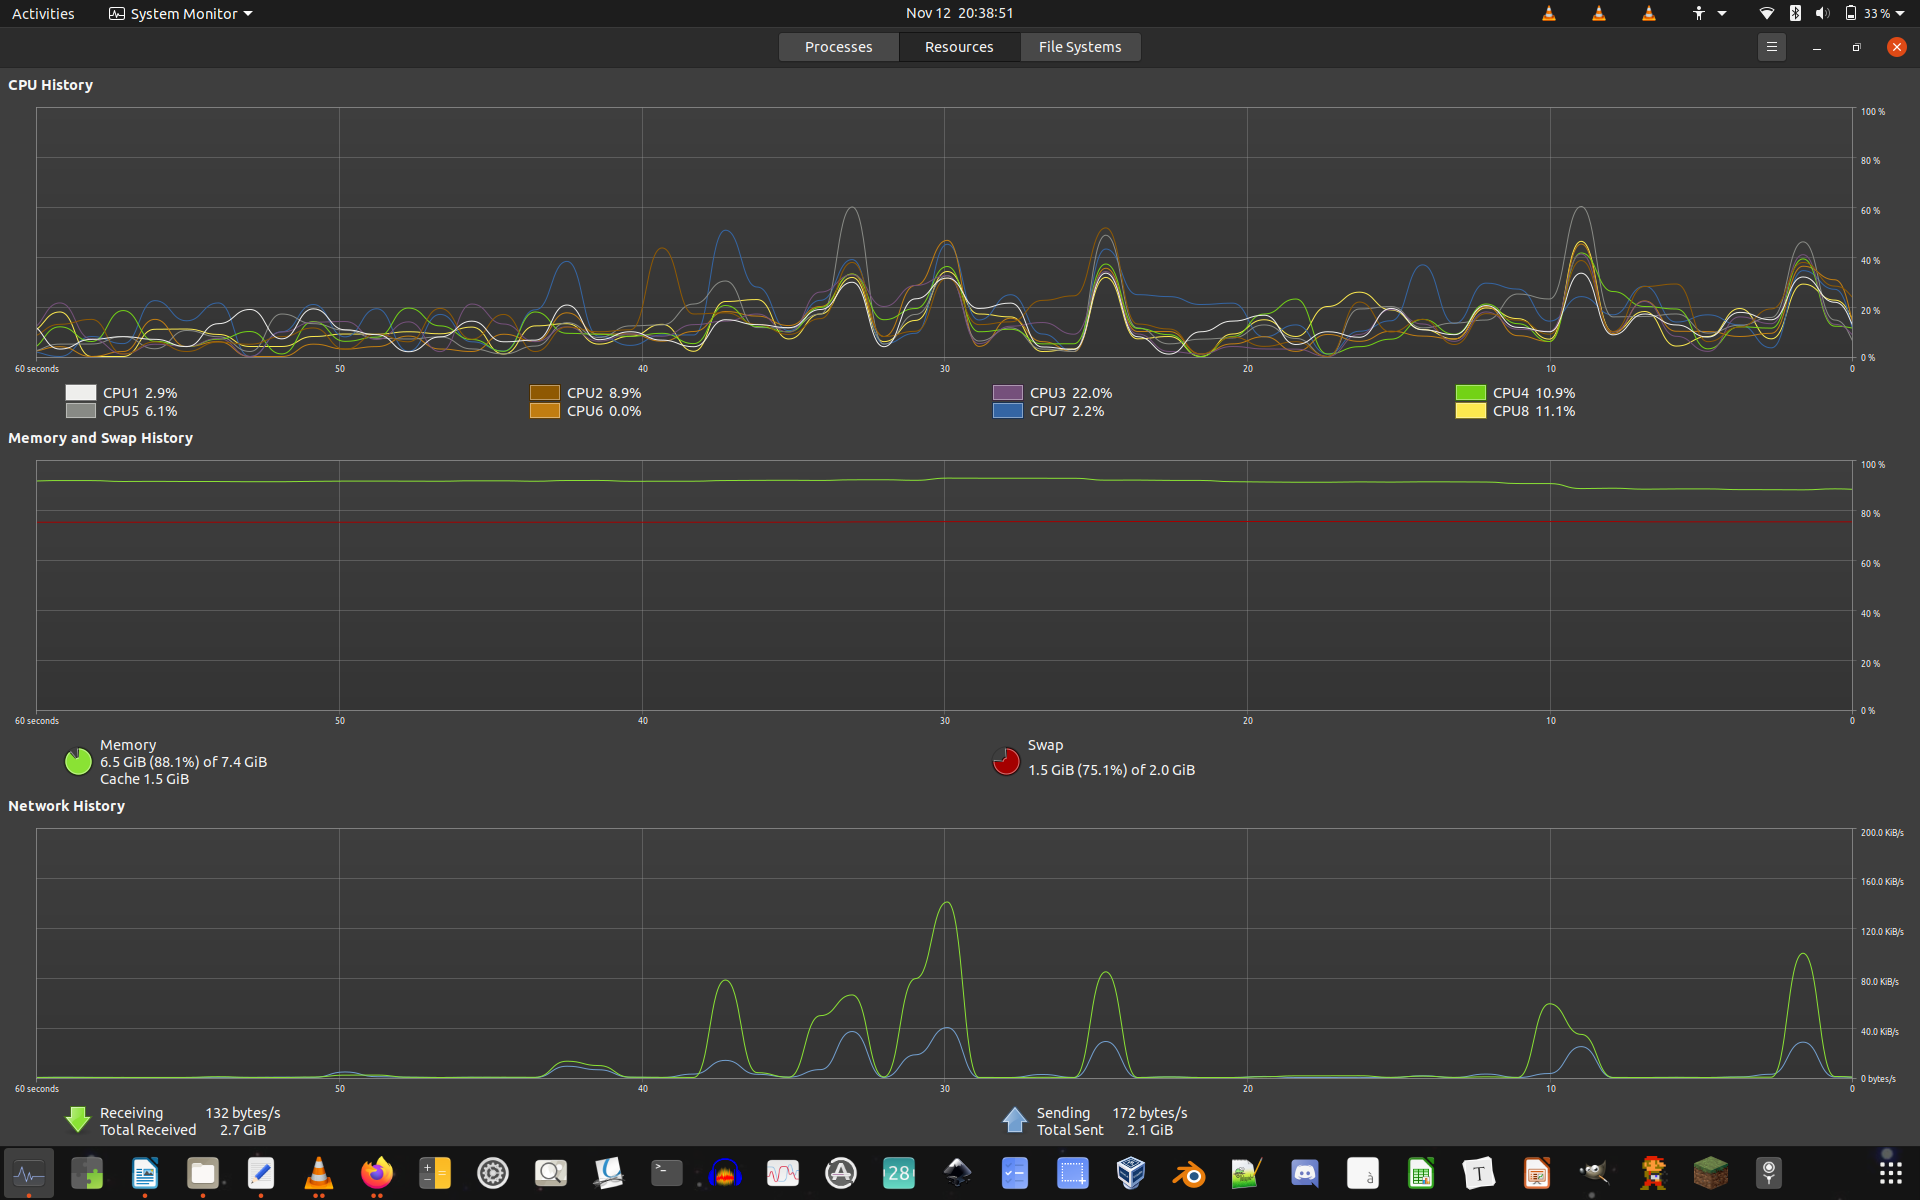 Activities System Monitor Nov 12 20:38:51 33 %
Processes Resources File Systems
CPU History
100 %
80 %
60 %
40 %
20 %
0 %
60 seconds 50 40 30 20 10 0
CPU1 2.9% CPU2 8.9% CPU3 22.0% CPU4 10.9%
CPU5 6.1% CPU6 0.0% CPU7 2.2% CPU8 11.1%
Memory and Swap History
100 %
80 %
60 %
40 %
20 %
0 %
60 seconds 50 40 30 20 10 0
Memory
6.5 GiB (88.1%) of 7.4 GiB
Cache 1.5 GiB
Swap
1.5 GiB (75.1%) of 2.0 GiB
Network History
200.0 KiB/s
160.0 KiB/s
120.0 KiB/s
80.0 KiB/s
40.0 KiB/s
0 bytes/s
60 seconds 50 40 30 20 10 0
Receiving 132 bytes/s
Total Received 2.7 GiB
Sending 172 bytes/s
Total Sent 2.1 GiB
28
à
T